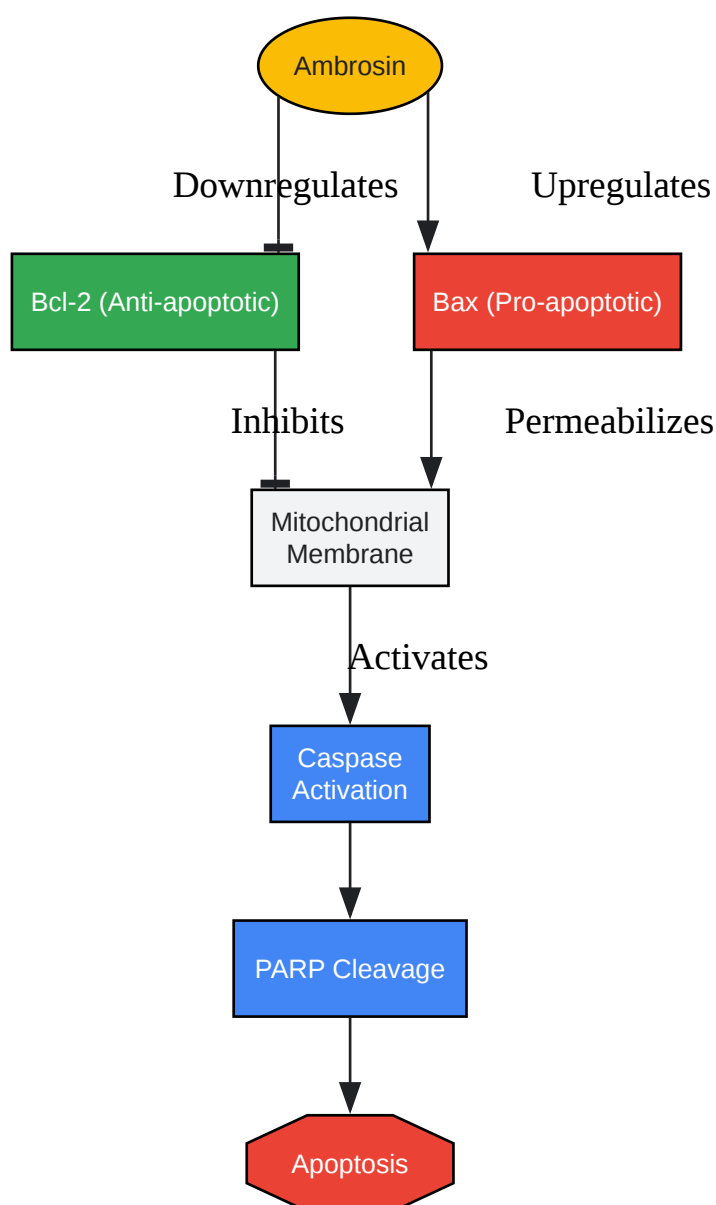 Ambrosin
Downregulates
Upregulates
Bcl-2 (Anti-apoptotic)
Bax (Pro-apoptotic)
Inhibits
Permeabilizes
Mitochondrial
Membrane
Activates
Caspase
Activation
PARP Cleavage
Apoptosis